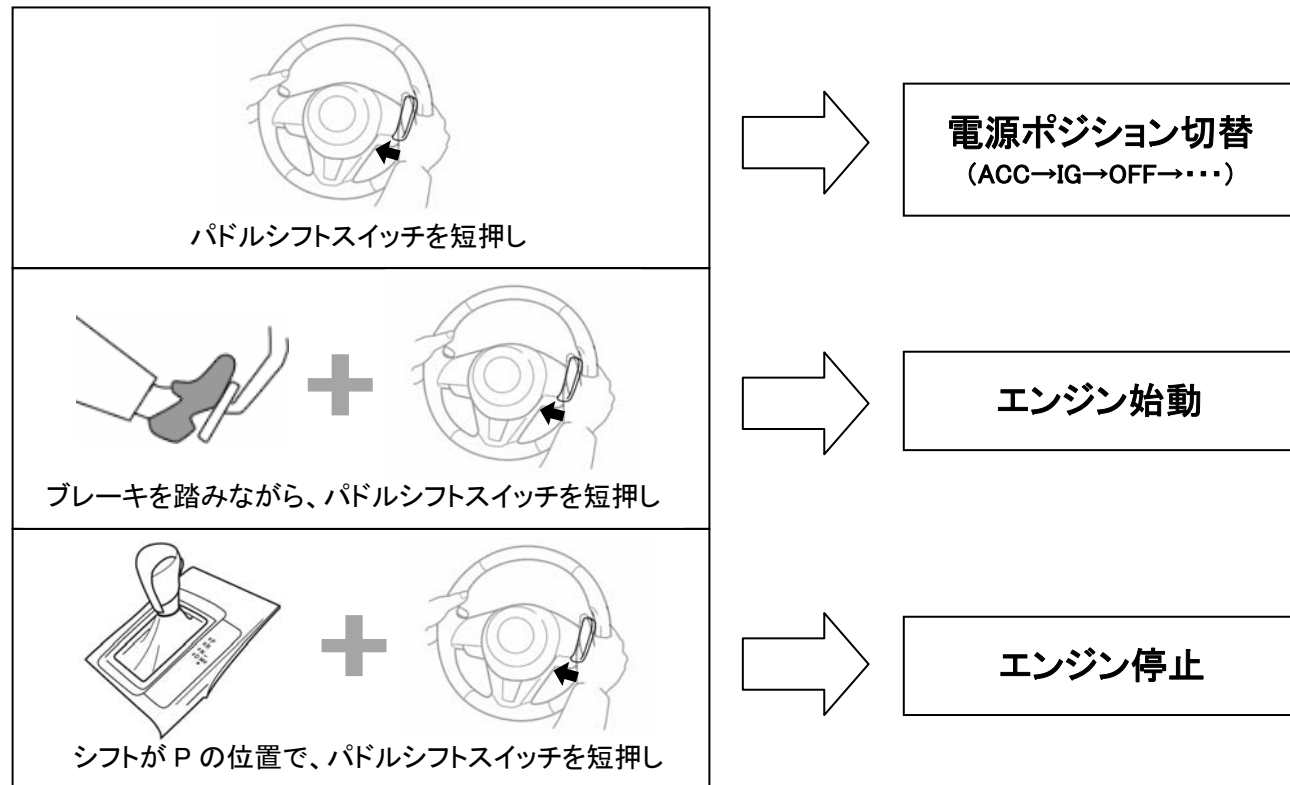 パドルシフトスイッチを短押し
電源ポジション切替
(ACC→IG→OFF→・・・)
ブレーキを踏みながら、パドルシフトスイッチを短押し
エンジン始動
シフトが P の位置で、パドルシフトスイッチを短押し
エンジン停止